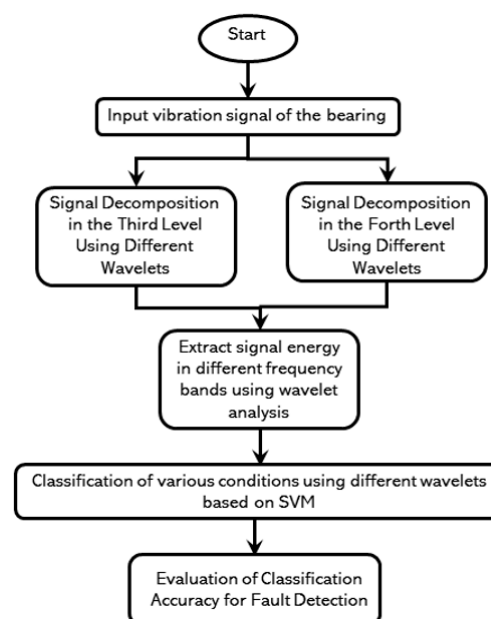 Start
Input vibration signal of the bearing
Signal Decomposition
in the Third Level
Using Different
Wavelets
Signal Decomposition
in the Forth Level
Using Different
Wavelets
Extract signal energy
in different frequency
bands using wavelet
analysis
Classification of various conditions using different wavelets
based on SVM
Evaluation of Classification
Accuracy for Fault Detection